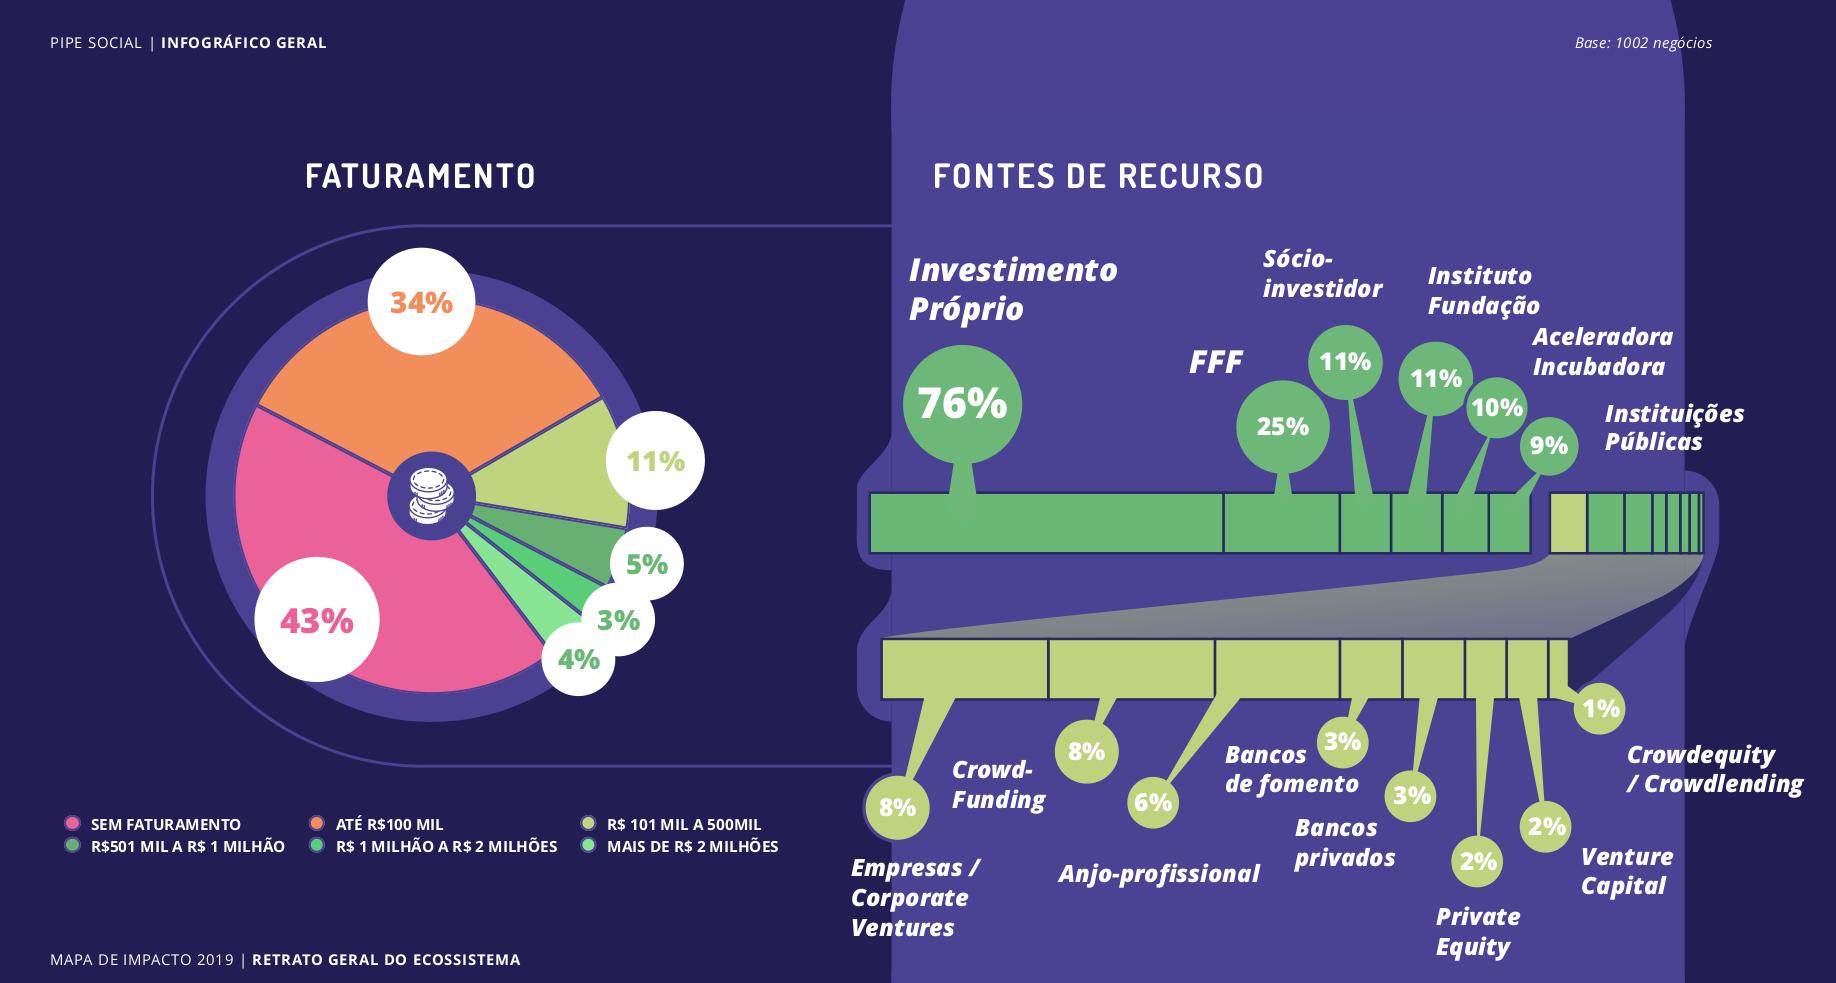 PIPE SOCIAL | INFOGRÁFICO GERAL
Base: 1002 negócios
FATURAMENTO
34%
11%
5%
3%
4%
43%
SEM FATURAMENTO
ATÉ R$100 MIL
R$ 101 MIL A 500MIL
R$501 MIL A R$ 1 MILHÃO
R$ 1 MILHÃO A R$ 2 MILHÕES
MAIS DE R$ 2 MILHÕES
FONTES DE RECURSO
Investimento
Próprio
76%
FFF
25%
Sócio-
investidor
11%
Instituto
Fundação
11%
Aceleradora
Incubadora
10%
Instituições
Públicas
9%
8%
Empresas /
Corporate
Ventures
Crowd-
Funding
8%
6%
Anjo-profissional
Bancos
de fomento
3%
Bancos
privados
3%
2%
Private
Equity
2%
Venture
Capital
1%
Crowdequity
/ Crowdlending
MAPA DE IMPACTO 2019 | RETRATO GERAL DO ECOSSISTEMA